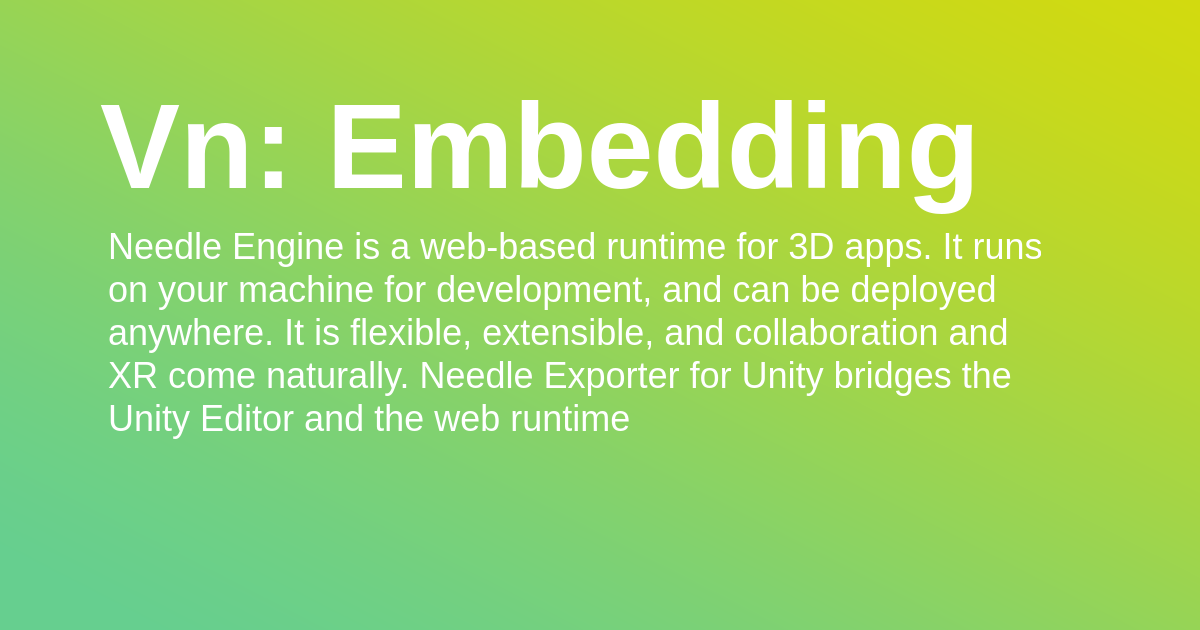 Vn: Embedding
Needle Engine is a web-based runtime for 3D apps. It runs
on your machine for development, and can be deployed
anywhere. It is flexible, extensible, and collaboration and
XR come naturally. Needle Exporter for Unity bridges the
Unity Editor and the web runtime